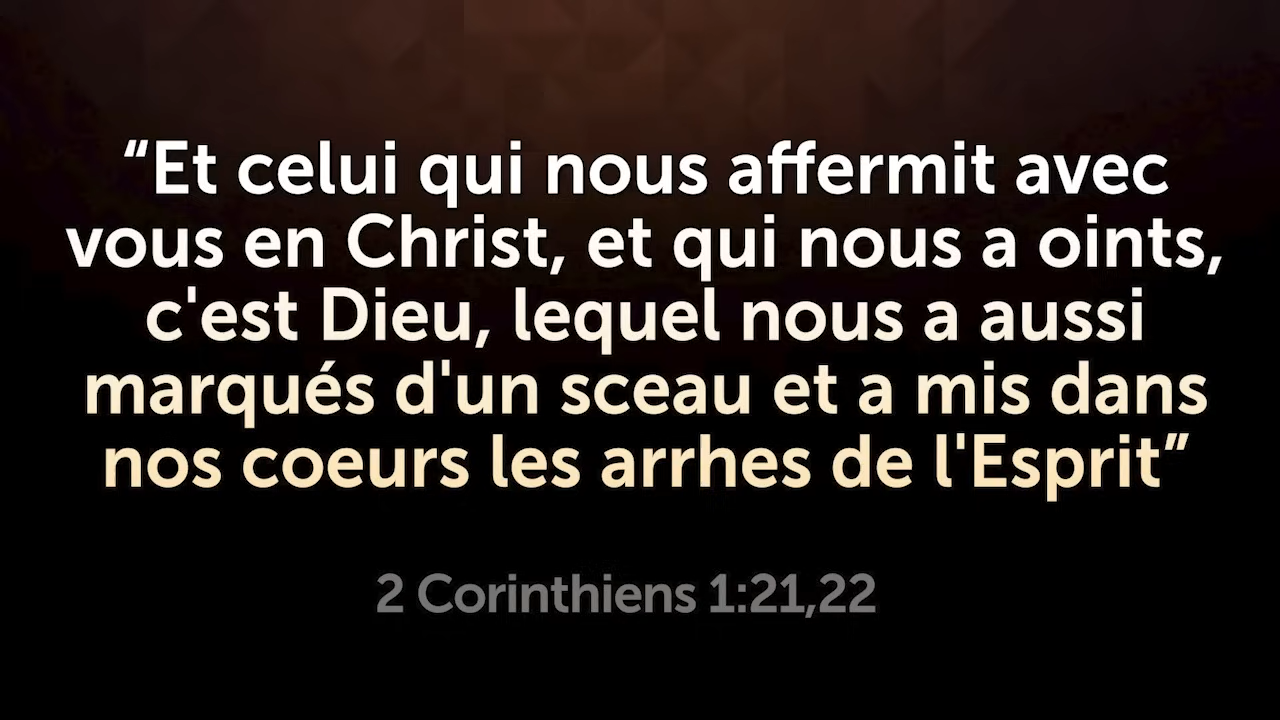 “Et celui qui nous affermit avec
vous en Christ, et qui nous a oints,
c'est Dieu, lequel nous a aussi
marqués d'un sceau et a mis dans
nos coeurs les arrhes de l'Esprit”
2 Corinthiens 1:21,22